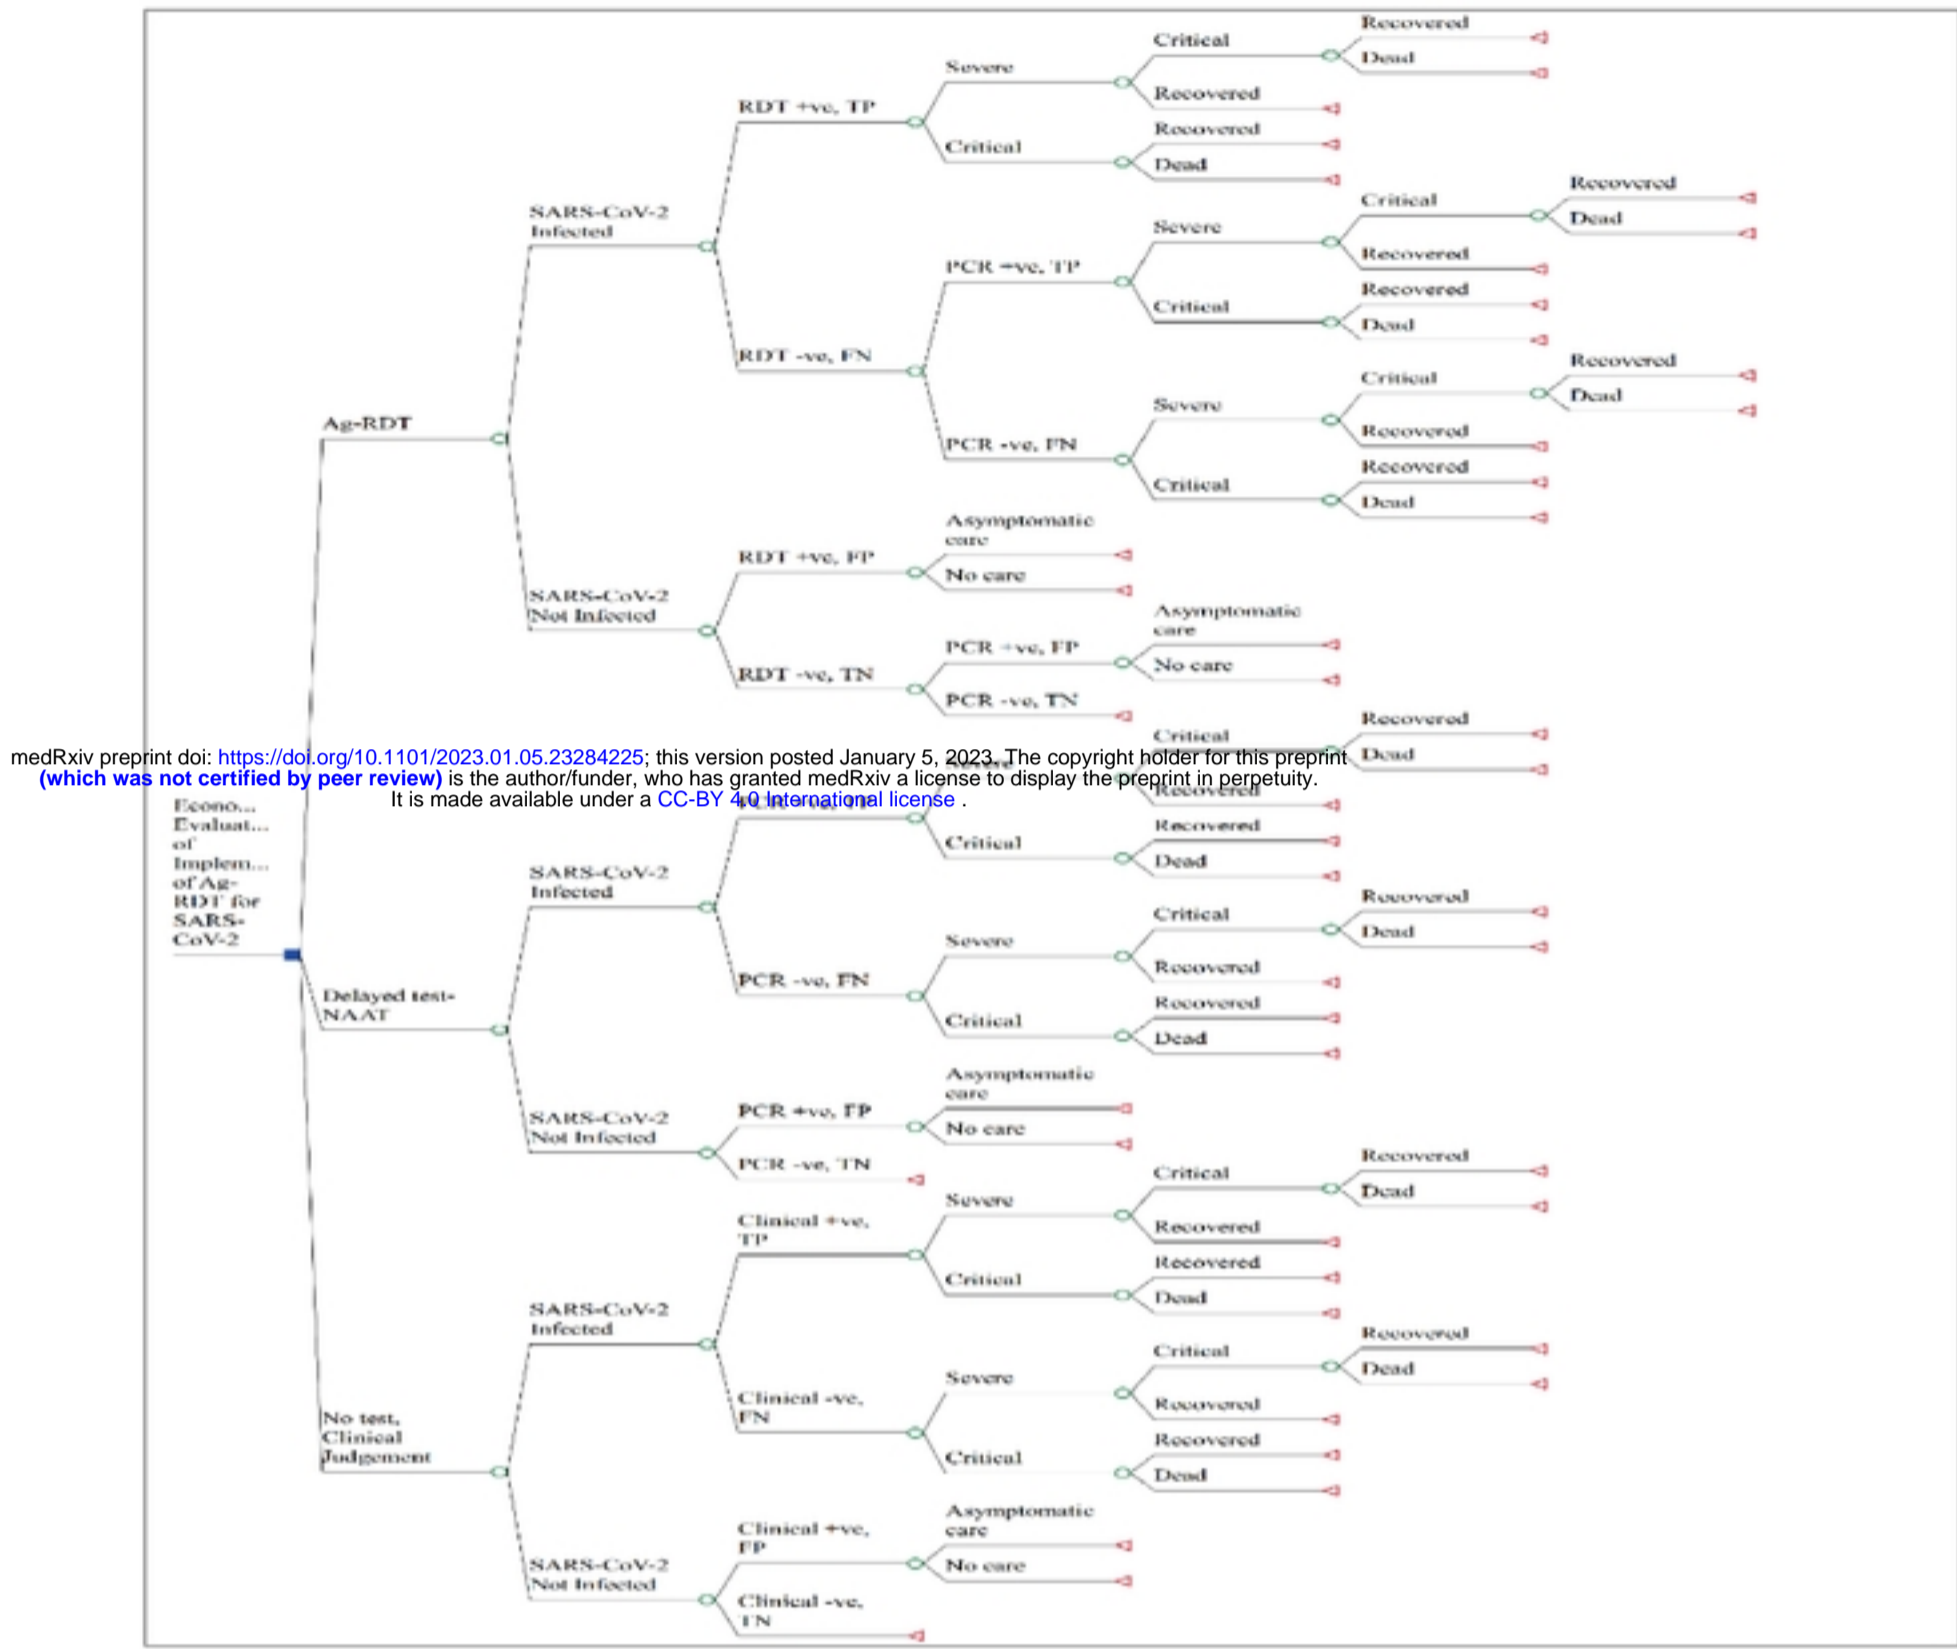 Recovered
Critical
Dead
Severe
Recovered
RDT +ve, TP
Recovered
Critical
Dead
Recovered
Critical
SARS-CoV-2
Infected
Dead
Severe
Recovered
PCR +ve, TP
Recovered
Critical
Dead
RDT -ve, FN
Recovered
Critical
Dead
Severe
Ag-RDT
Recovered
PCR -ve, FN
Recovered
Critical
Dead
Asymptomatic
care
RDT +ve, FP
No care
SARS-CoV-2
Not Infected
Asymptomatic
care
PCR +ve, FP
No care
RDT -ve, TN
PCR -ve, TN
Recovered
Critical
Dead
medRxiv preprint doi: https://doi.org/10.1101/2023.01.05.23284225; this version posted January 5, 2023. The copyright holder for this preprint
(which was not certified by peer review) is the author/funder, who has granted medRxiv a license to display the preprint in perpetuity.
It is made available under a CC-BY 4.0 International license .
Recovered
Econo...
Evaluat...
of
Implem...
of Ag-
RDT for
SARS-
CoV-2
Recovered
Critical
Dead
SARS-CoV-2
Infected
Recovered
Critical
Dead
Severe
Recovered
PCR -ve, FN
Recovered
Critical
Dead
Delayed test-
NAAT
Asymptomatic
care
PCR +ve, FP
No care
SARS-CoV-2
Not Infected
PCR -ve, TN
Recovered
Critical
Dead
Severe
Recovered
Clinical +ve,
TP
Recovered
Critical
Dead
SARS-CoV-2
Infected
Recovered
Critical
Dead
Severe
Recovered
Clinical -ve,
FN
Recovered
Critical
Dead
No test,
Clinical
Judgement
Asymptomatic
care
Clinical +ve,
FP
No care
SARS-CoV-2
Not Infected
Clinical -ve,
TN